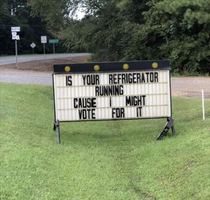 IS YOUR REFRIGERATOR
RUNNING
CAUSE I MIGHT
VOTE FOR IT